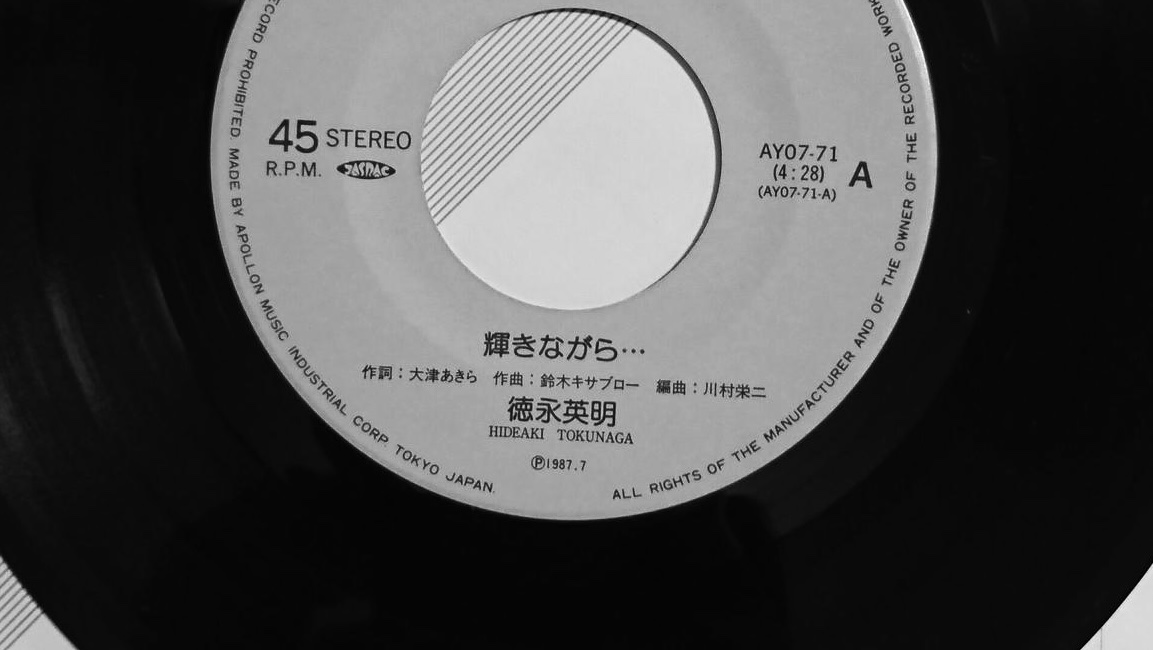 45 STEREO
R.P.M. JASRAC
AY07-71
(4:28) A
(AY07-71-A)
輝きながら…
作詞：大津あきら 作曲：鈴木キサブロー 編曲：川村栄二
徳永英明
HIDEAKI TOKUNAGA
Ⓟ1987.7
ALL RIGHTS OF THE MANUFACTURER AND OF THE OWNER OF THE RECORDED WORK
PROHIBITED. MADE BY APOLLON MUSIC INDUSTRIAL CORP. TOKYO JAPAN.